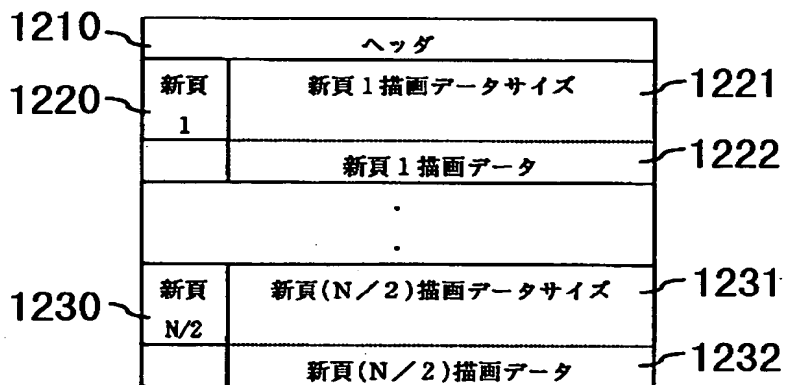 1210
ヘッダ
1220
新頁
1
新頁1描画データサイズ
1221
新頁1描画データ
1222
・
・
1230
新頁
N/2
新頁(N/2)描画データサイズ
1231
新頁(N/2)描画データ
1232